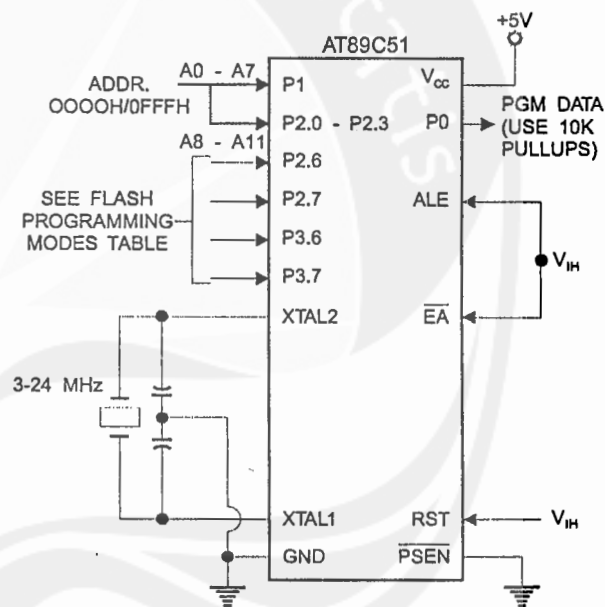 +5V
AT89C51
A0 - A7
ADDR.
OOOOH/0FFFH
P1
VCC
P2.0 - P2.3
P0
PGM DATA
(USE 10K
PULLUPS)
A8 - A11
P2.6
SEE FLASH
PROGRAMMING
MODES TABLE
P2.7
ALE
P3.6
P3.7
VIH
XTAL2
EA
3-24 MHz
XTAL1
RST
VIH
GND
PSEN